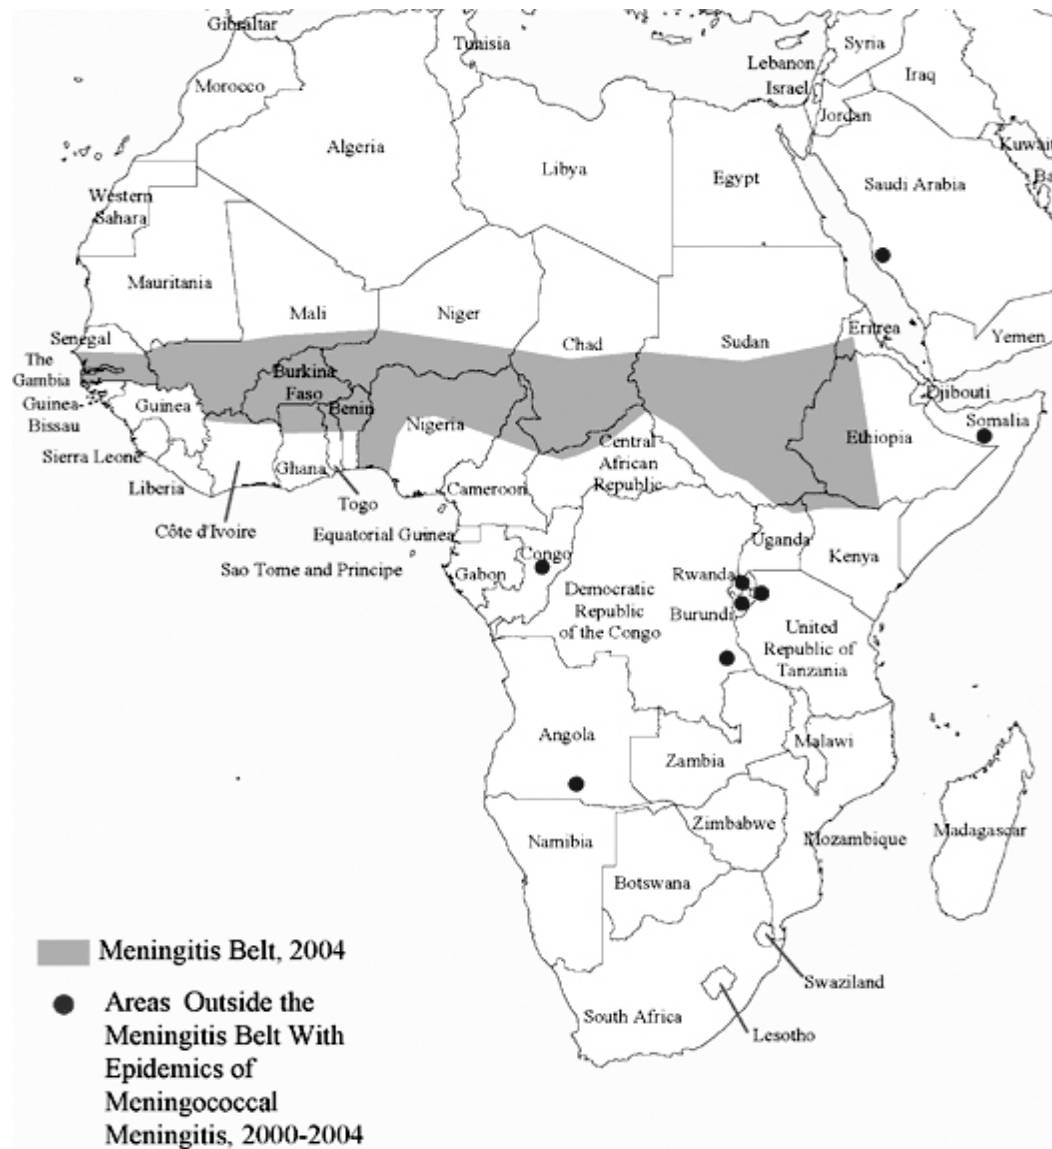 Gibraltar
Tunisia
Syria
Lebanon
Iraq
Israel
Morocco
Jordan
Kuwait
Algeria
Libya
Egypt
Saudi Arabia
Ba
Western
Sahara
Mauritania
Mali
Niger
Chad
Sudan
Eritrea
Yemen
Senegal
The
Gambia
Burkina
Faso
Benin
Djibouti
Guinea-
Bissau
Guinea
Nigeria
Somalia
Ethiopia
Central
African
Republic
Sierra Leone
Ghana
Liberia
Togo
Cameroon
Côte d'Ivoire
Equatorial Guinea
Uganda
Kenya
Congo
Sao Tome and Principe
Gabon
Rwanda
Democratic
Republic
of the Congo
Burundi
United
Republic of
Tanzania
Angola
Malawi
Zambia
Zimbabwe
Mozambique
Madagascar
Namibia
Botswana
Meningitis Belt, 2004
Swaziland
Areas Outside the
Meningitis Belt With
Epidemics of
Meningococcal
Meningitis, 2000-2004
South Africa
Lesotho